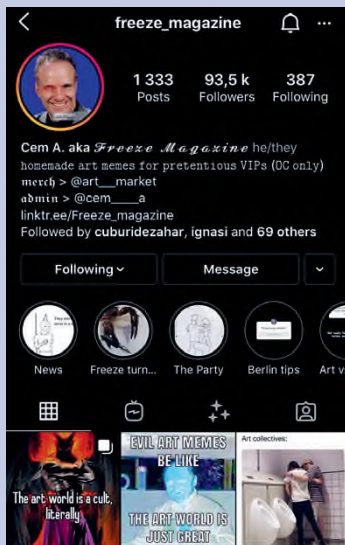 freeze_magazine
1 333 93,5 k 387
Posts Followers Following
Cem A. aka 𝓕𝓻𝓮𝓮𝔃𝓮 𝓜𝓪𝓰𝓪𝔃𝓲𝓷𝓮 he/they
𝚑𝚘𝚖𝚎𝚖𝚊𝚍𝚎 𝚊𝚛𝚝 𝚖𝚎𝚖𝚎𝚜 𝚏𝚘𝚛 𝚙𝚛𝚎𝚝𝚎𝚗𝚝𝚒𝚘𝚞𝚜 𝚅𝙸𝙿𝚜 (𝙾𝙲 𝚘𝚗𝚕𝚢)
𝖒𝖊𝖗𝖈𝖍 > @art__market
𝖆𝖉𝖒𝖎𝖓 > @cem____a
linktr.ee/Freeze_magazine
Followed by cuburidezahar, ignasi and 69 others
Following Message
News Freeze turn... The Party Berlin tips Art v
The art world is a cult,
literally
EVIL ART MEMES
BE LIKE
THE ART WORLD IS
JUST GREAT
Art collectives: